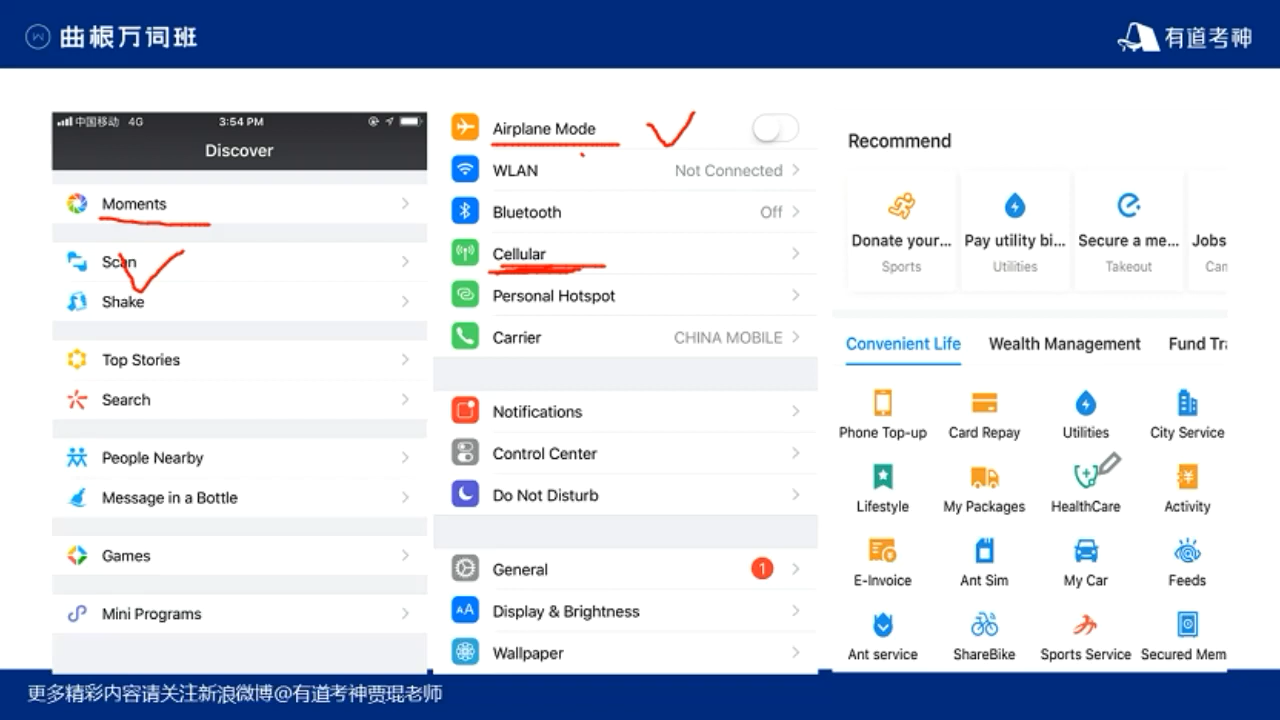 曲根万词班
有道考神
中国移动 4G 3:54 PM
Discover
Moments
Scan
Shake
Top Stories
Search
People Nearby
Message in a Bottle
Games
Mini Programs
Airplane Mode
WLAN Not Connected
Bluetooth Off
Cellular
Personal Hotspot
Carrier CHINA MOBILE
Notifications
Control Center
Do Not Disturb
General 1
Display & Brightness
Wallpaper
Recommend
Donate your... Pay utility bi... Secure a me... Jobs
Sports Utilities Takeout Can
Convenient Life Wealth Management Fund Tra
Phone Top-up Card Repay Utilities City Service
Lifestyle My Packages HealthCare Activity
E-Invoice Ant Sim My Car Feeds
Ant service ShareBike Sports Service Secured Mem
更多精彩内容请关注新浪微博@有道考神贾琨老师